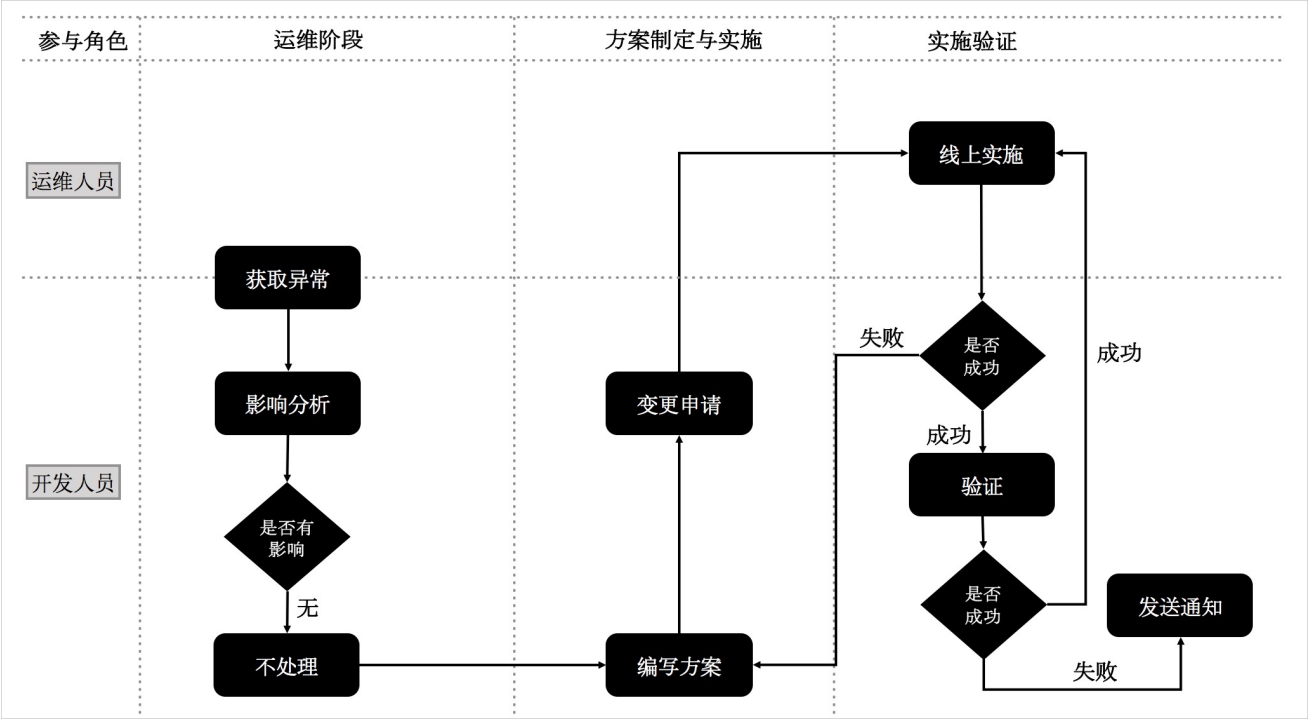 参与角色
运维阶段
方案制定与实施
实施验证
运维人员
线上实施
获取异常
失败
是否
成功
成功
影响分析
变更申请
成功
开发人员
验证
是否有
影响
无
是否
成功
发送通知
不处理
编写方案
失败